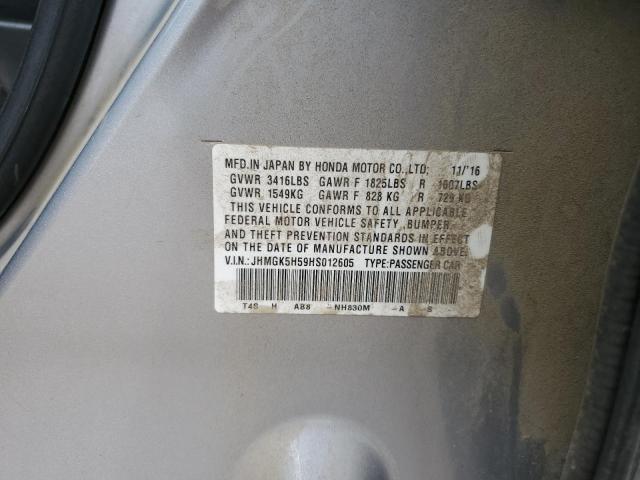 MFD.IN JAPAN BY HONDA MOTOR CO.,LTD: 11/16
GVWR 3416LBS GAWR F 1825LBS R 1607LBS
GVWR 1549KG GAWR F 828 KG R 729 KG
THIS VEHICLE CONFORMS TO ALL APPLICABLE
FEDERAL MOTOR VEHICLE SAFETY, BUMPER,
AND THEFT PREVENTION STANDARDS IN EFFECT
ON THE DATE OF MANUFACTURE SHOWN ABOVE.
V.I.N.: JHMGK5H59HS012605 TYPE:PASSENGER CAR
T4S H AB8 -NH830M -A S